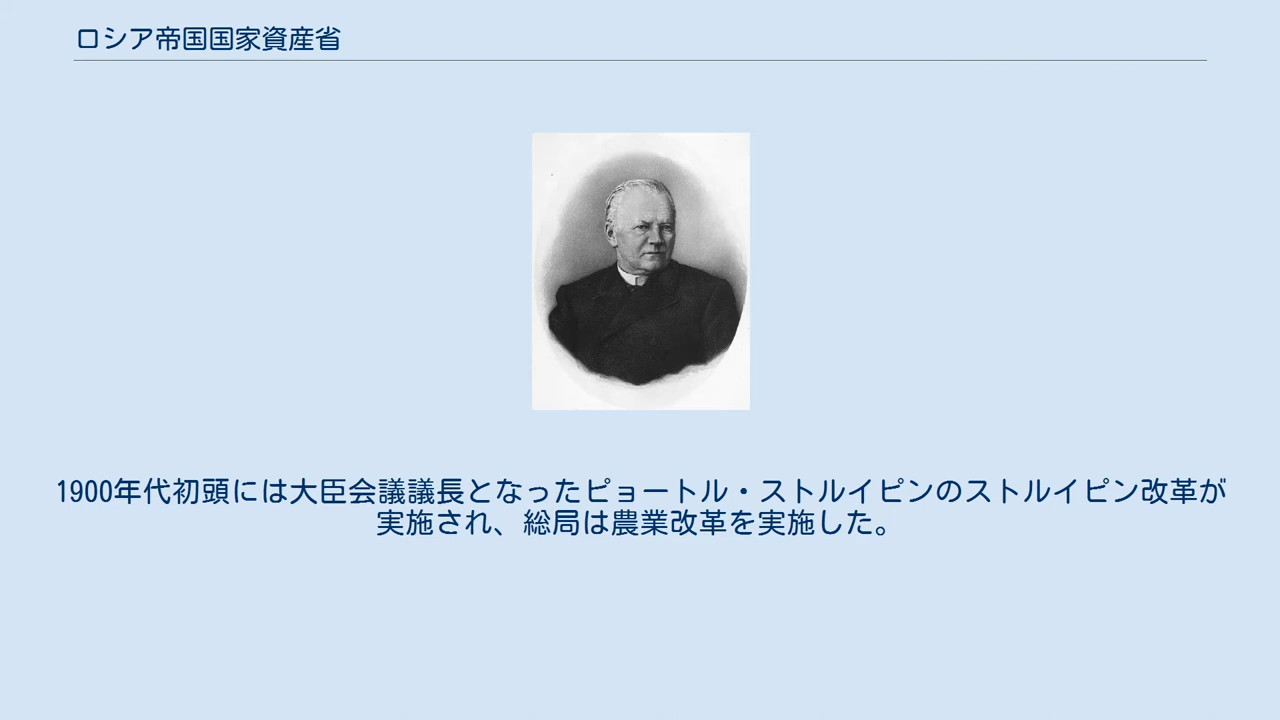 ロシア帝国国家資産省
1900年代初頭には大臣会議議長となったピョートル・ストルイピンのストルイピン改革が
実施され、総局は農業改革を実施した。